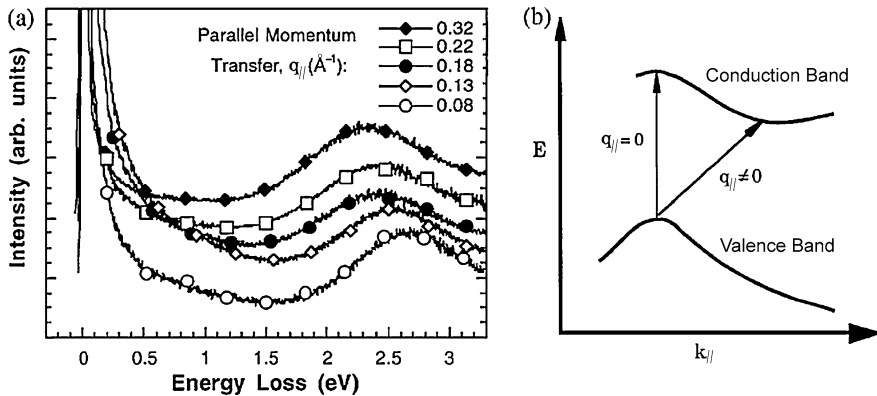 (a)
Parallel Momentum
Transfer, q//(Å⁻¹):
0.32
0.22
0.18
0.13
0.08
Intensity (arb. units)
0 0.5 1 1.5 2 2.5 3
Energy Loss (eV)
(b)
E
Conduction Band
q//=0
q//≠0
Valence Band
k//